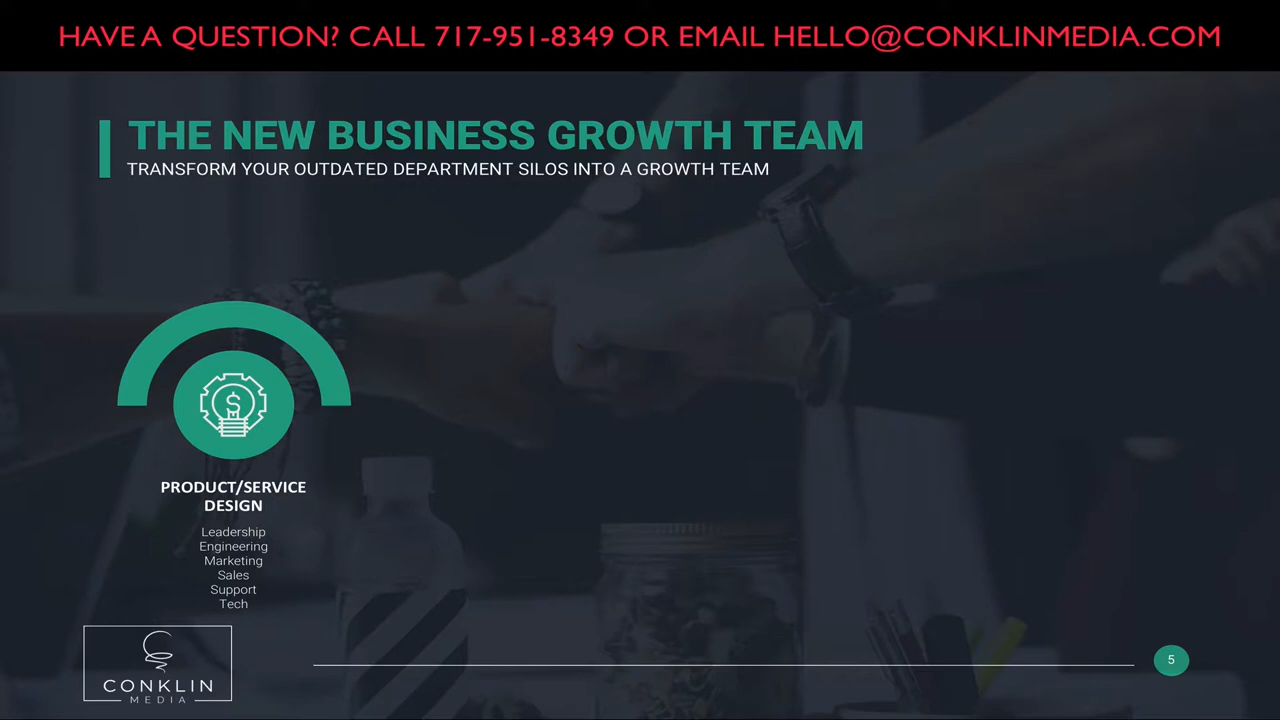 HAVE A QUESTION? CALL 717-951-8349 OR EMAIL HELLO@CONKLINMEDIA.COM
THE NEW BUSINESS GROWTH TEAM
TRANSFORM YOUR OUTDATED DEPARTMENT SILOS INTO A GROWTH TEAM
$
PRODUCT/SERVICE
DESIGN
Leadership
Engineering
Marketing
Sales
Support
Tech
CONKLIN
MEDIA
5